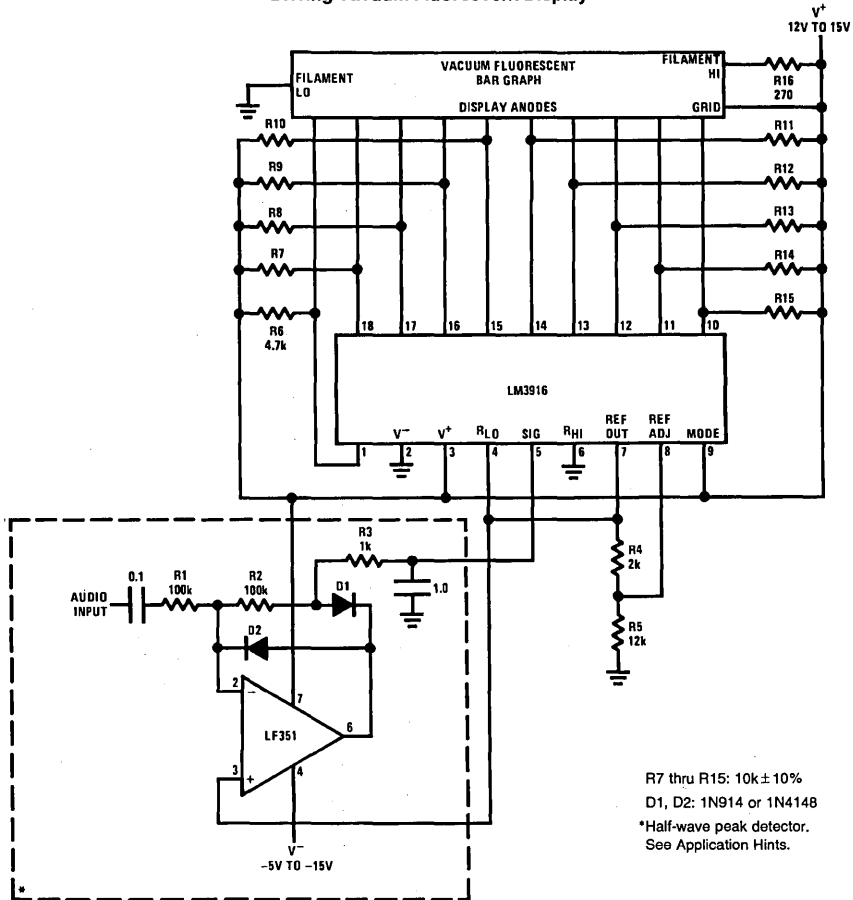 V+
12V TO 15V
FILAMENT LO
VACUUM FLUORESCENT
BAR GRAPH
FILAMENT HI
DISPLAY ANODES
GRID
R16
270
R10
R11
R9
R12
R8
R13
R7
R14
R6
4.7k
R15
18 17 16 15 14 13 12 11 10
LM3916
V− V+ RLO SIG RHI REF OUT REF ADJ MODE
1 2 3 4 5 6 7 8 9
R3
1k
R4
2k
0.1
R1
100k
R2
100k
D1
1.0
AUDIO
INPUT
D2
R5
12k
2
−
7
LF351
6
3
+
4
V−
−5V TO −15V
R7 thru R15: 10k±10%
D1, D2: 1N914 or 1N4148
*Half-wave peak detector.
See Application Hints.
*